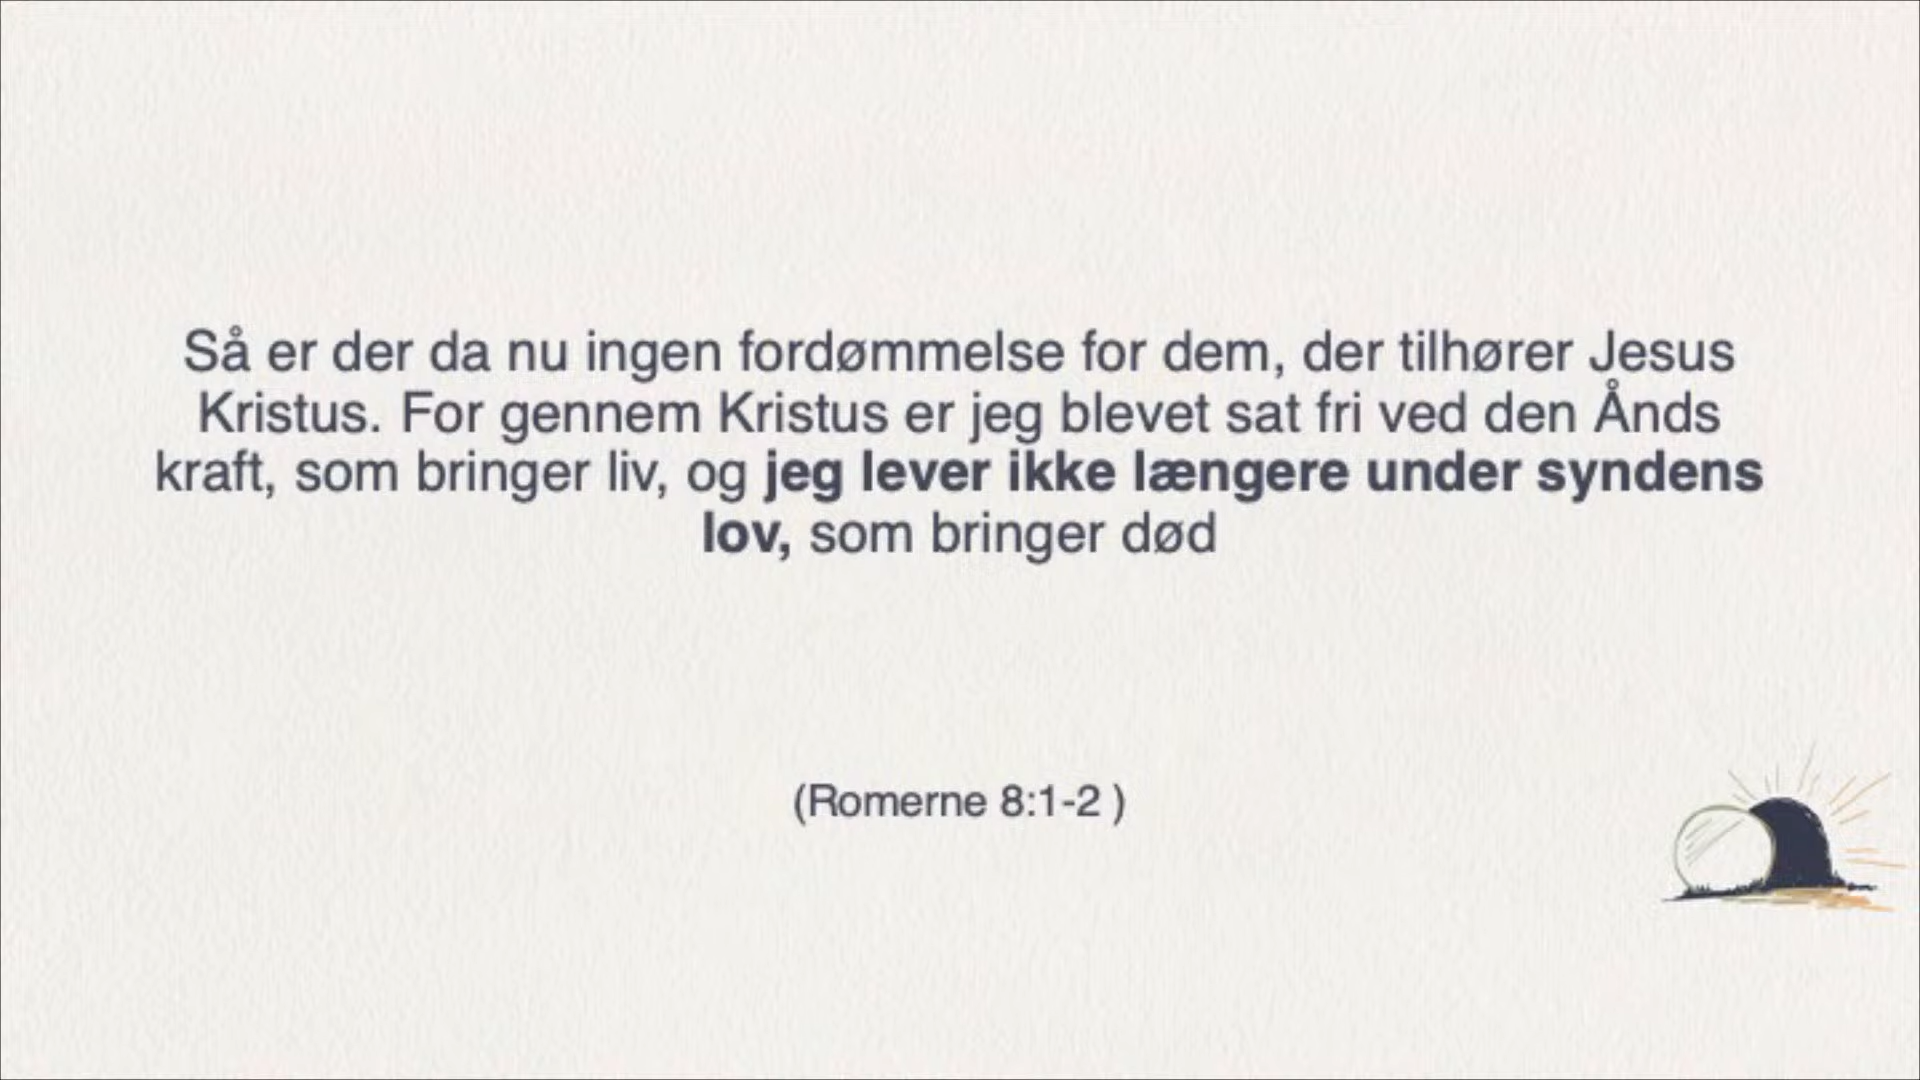 Så er der da nu ingen fordømmelse for dem, der tilhører Jesus
Kristus. For gennem Kristus er jeg blevet sat fri ved den Ånds
kraft, som bringer liv, og jeg lever ikke længere under syndens
lov, som bringer død
(Romerne 8:1-2 )